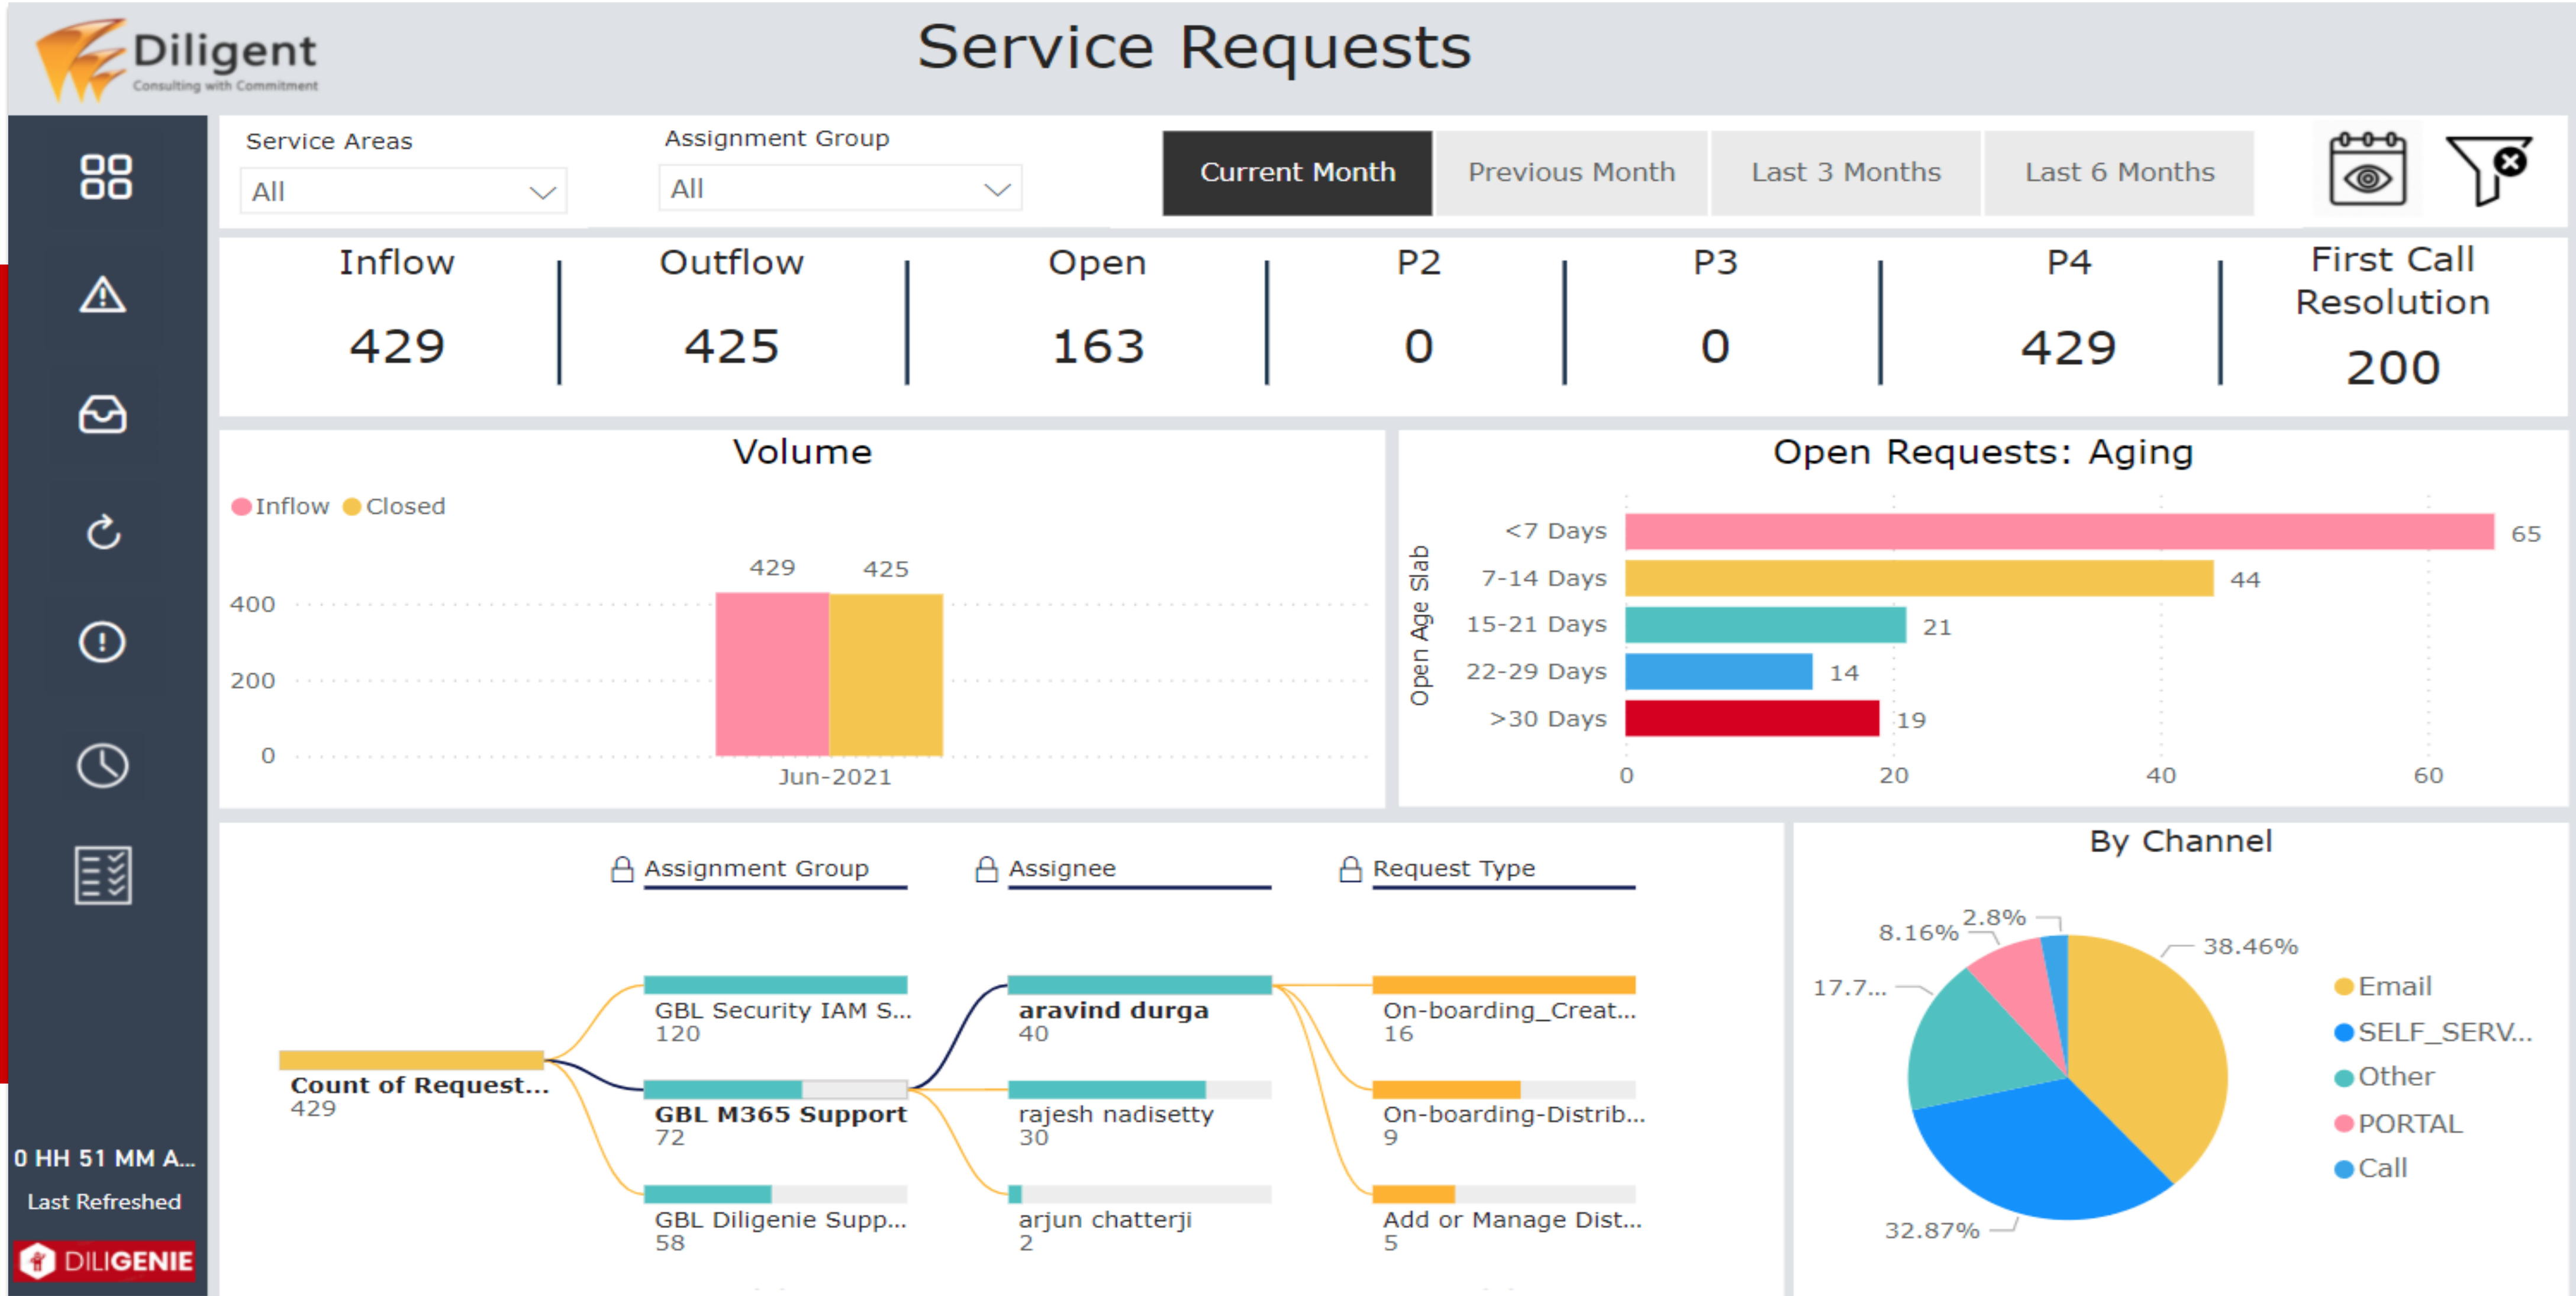 Diligent
Consulting with Commitment
Service Requests
Service Areas
All
Assignment Group
All
Current Month
Previous Month
Last 3 Months
Last 6 Months
Inflow
429
Outflow
425
Open
163
P2
0
P3
0
P4
429
First Call
Resolution
200
Volume
Inflow
Closed
400
200
0
429
425
Jun-2021
Open Requests: Aging
Open Age Slab
<7 Days
65
7-14 Days
44
15-21 Days
21
22-29 Days
14
>30 Days
19
0
20
40
60
Assignment Group
Assignee
Request Type
Count of Request...
429
GBL Security IAM S...
120
GBL M365 Support
72
GBL Diligenie Supp...
58
aravind durga
40
rajesh nadisetty
30
arjun chatterji
2
On-boarding_Creat...
16
On-boarding-Distrib...
9
Add or Manage Dist...
5
By Channel
2.8%
8.16%
17.7...
38.46%
32.87%
Email
SELF_SERV...
Other
PORTAL
Call
0 HH 51 MM A...
Last Refreshed
DILIGENIE